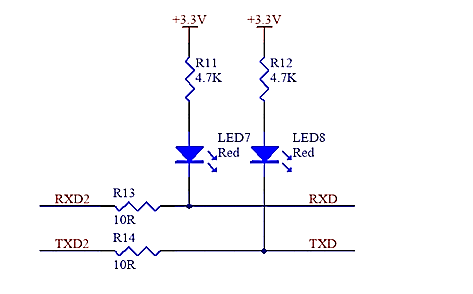 +3.3V +3.3V
R11 R12
4.7K 4.7K
LED7 LED8
Red Red
RXD2 R13 RXD
10R
TXD2 R14 TXD
10R